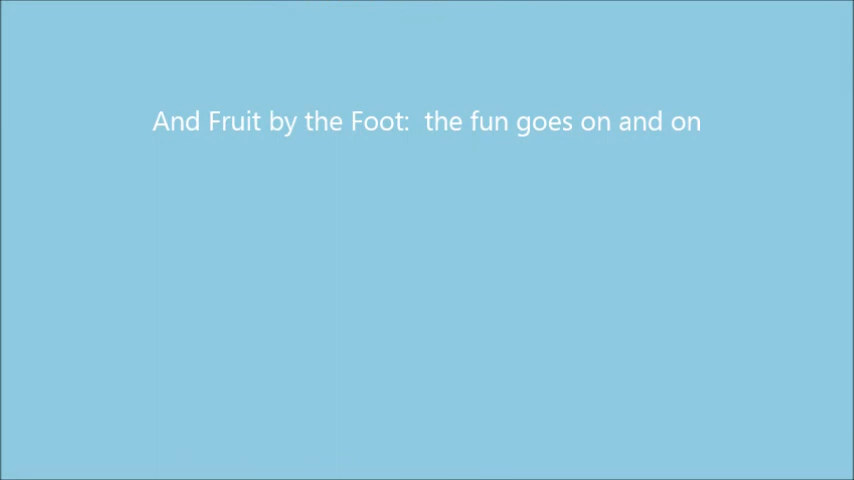 And Fruit by the Foot:  the fun goes on and on